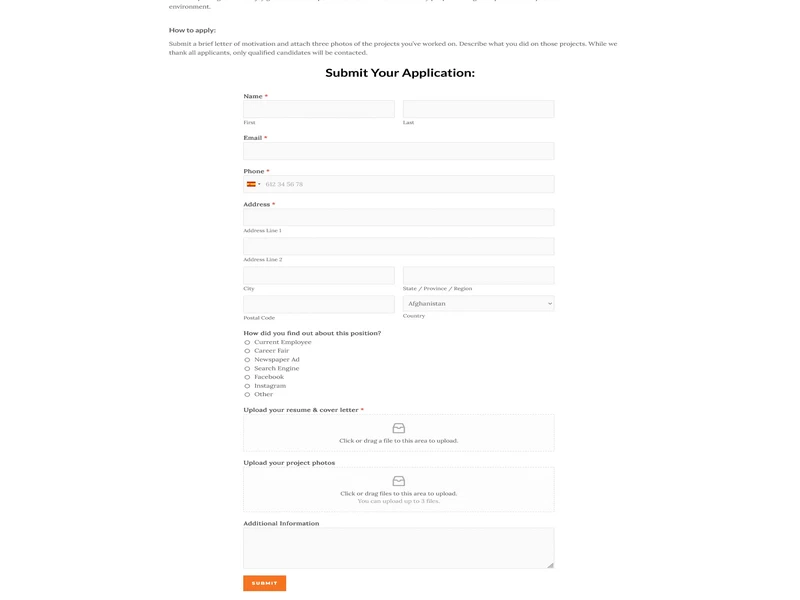 environment.
How to apply:
Submit a brief letter of motivation and attach three photos of the projects you've worked on. Describe what you did on those projects. While we
thank all applicants, only qualified candidates will be contacted.
Submit Your Application:
Name *
First
Last
Email *
Phone *
612 34 56 78
Address *
Address Line 1
Address Line 2
City
State / Province / Region
Afghanistan
Postal Code
Country
How did you find out about this position?
Current Employee
Career Fair
Newspaper Ad
Search Engine
Facebook
Instagram
Other
Upload your resume & cover letter *
Click or drag a file to this area to upload.
Upload your project photos
Click or drag files to this area to upload.
You can upload up to 3 files.
Additional Information
SUBMIT